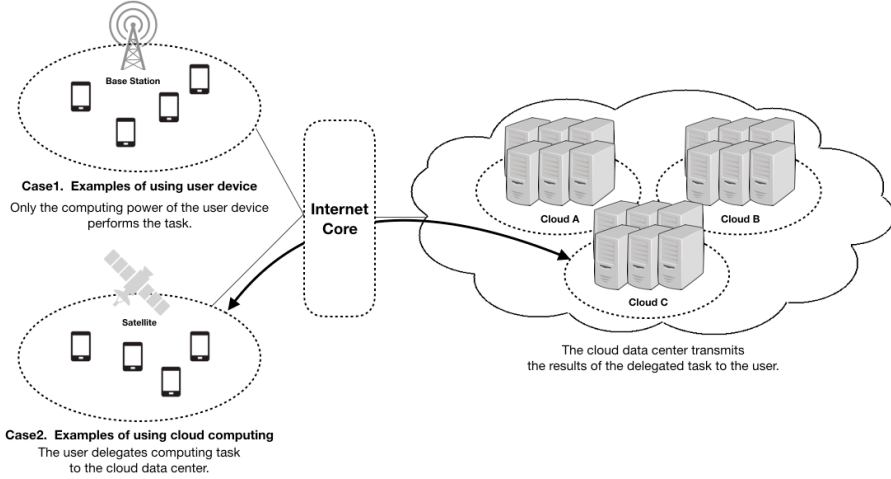 Base Station
Case1. Examples of using user device
Only the computing power of the user device
performs the task.
Satellite
Case2. Examples of using cloud computing
The user delegates computing task
to the cloud data center.
Internet
Core
Cloud A
Cloud B
Cloud C
The cloud data center transmits
the results of the delegated task to the user.